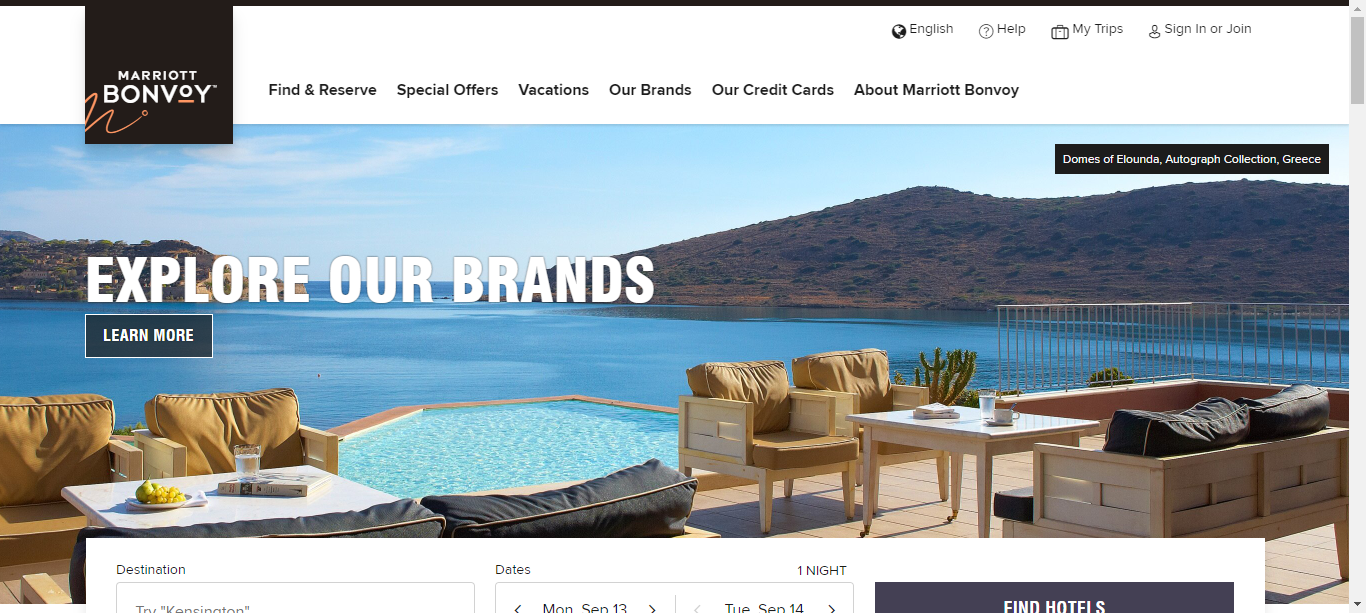 English
Help
My Trips
Sign In or Join
MARRIOTT
BONVOY™
Find & Reserve
Special Offers
Vacations
Our Brands
Our Credit Cards
About Marriott Bonvoy
Domes of Elounda, Autograph Collection, Greece
EXPLORE OUR BRANDS
LEARN MORE
Destination
Try "Kensington"
Dates
1 NIGHT
Mon, Sep 13
Tue, Sep 14
FIND HOTELS